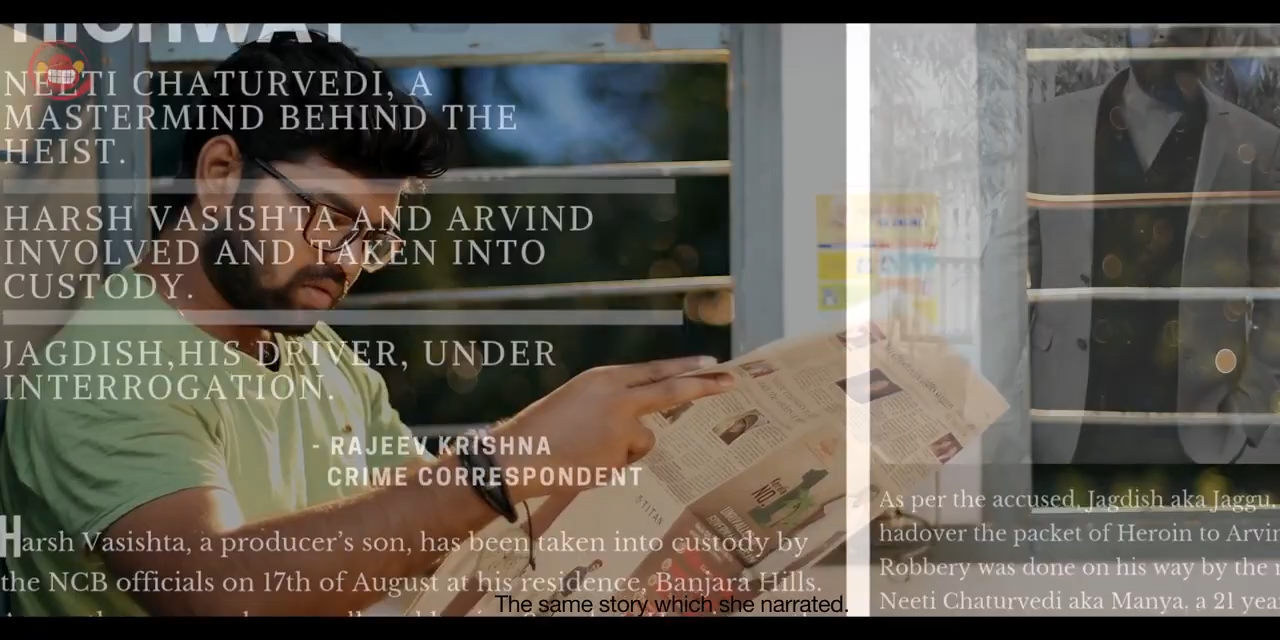 HIGHWAY
NEETI CHATURVEDI, A
MASTERMIND BEHIND THE
HEIST.
HARSH VASISHTA AND ARVIND
INVOLVED AND TAKEN INTO
CUSTODY.
JAGDISH,HIS DRIVER, UNDER
INTERROGATION.
- RAJEEV KRISHNA
CRIME CORRESPONDENT
Harsh Vasishta, a producer's son, has been taken into custody by
the NCB officials on 17th of August at his residence, Banjara Hills.
As per the accused, Jagdish aka Jaggu,
hadover the packet of Heroin to
Robbery was done on his way by the
Neeti Chaturvedi aka Manya, a 21
TITAN
NO.
The same story which she narrated.